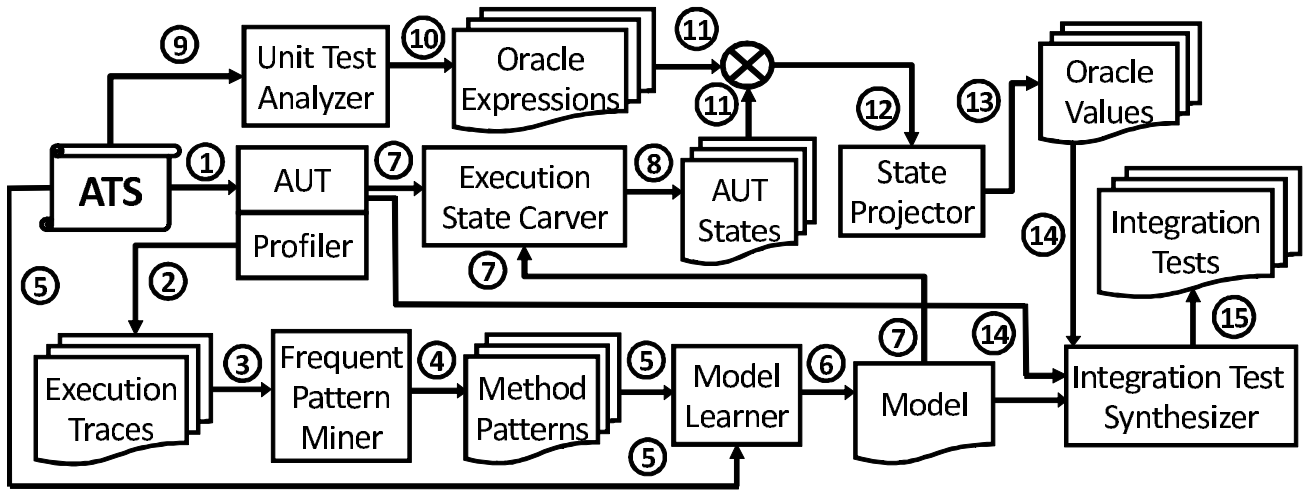 9
Unit Test
Analyzer
10
Oracle
Expressions
11
11
12
13
Oracle
Values
ATS
1
AUT
Profiler
7
Execution
State Carver
8
AUT
States
State
Projector
14
Integration
Tests
5
2
7
7
14
15
Execution
Traces
3
Frequent
Pattern
Miner
4
Method
Patterns
5
5
Model
Learner
6
Model
Integration Test
Synthesizer